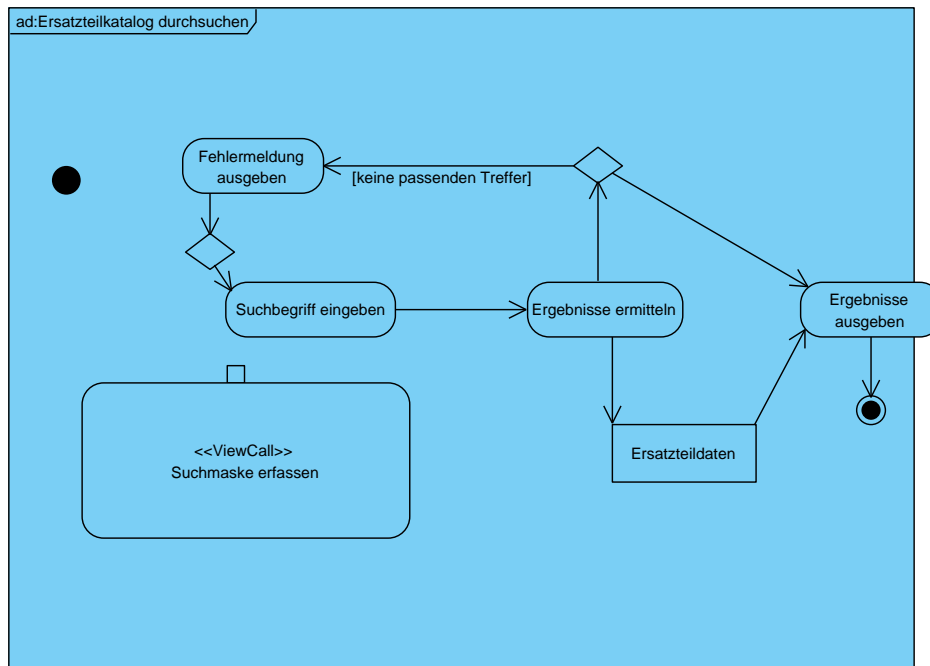 ad:Ersatzteilkatalog durchsuchen
Fehlermeldung
ausgeben
[keine passenden Treffer]
Suchbegriff eingeben
Ergebnisse ermitteln
Ergebnisse
ausgeben
<<ViewCall>>
Suchmaske erfassen
Ersatzteildaten